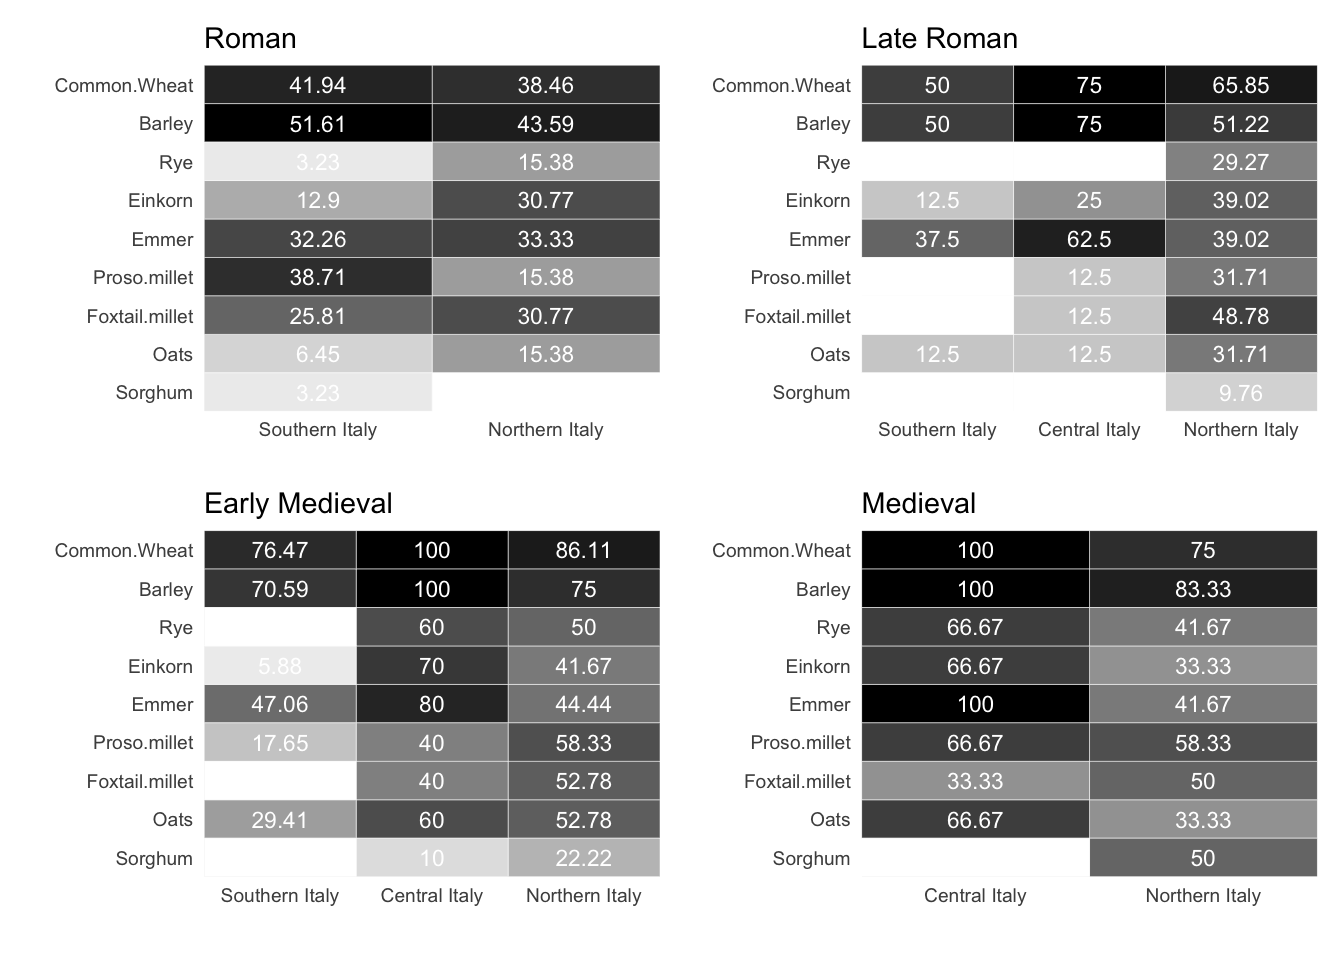 Roman
Common.Wheat 41.94 38.46
Barley 51.61 43.59
Rye 3.23 15.38
Einkorn 12.9 30.77
Emmer 32.26 33.33
Proso.millet 38.71 15.38
Foxtail.millet 25.81 30.77
Oats 6.45 15.38
Sorghum 3.23
Southern Italy Northern Italy
Late Roman
Common.Wheat 50 75 65.85
Barley 50 75 51.22
Rye 29.27
Einkorn 12.5 25 39.02
Emmer 37.5 62.5 39.02
Proso.millet 12.5 31.71
Foxtail.millet 12.5 48.78
Oats 12.5 12.5 31.71
Sorghum 9.76
Southern Italy Central Italy Northern Italy
Early Medieval
Common.Wheat 76.47 100 86.11
Barley 70.59 100 75
Rye 60 50
Einkorn 5.88 70 41.67
Emmer 47.06 80 44.44
Proso.millet 17.65 40 58.33
Foxtail.millet 40 52.78
Oats 29.41 60 52.78
Sorghum 10 22.22
Southern Italy Central Italy Northern Italy
Medieval
Common.Wheat 100 75
Barley 100 83.33
Rye 66.67 41.67
Einkorn 66.67 33.33
Emmer 100 41.67
Proso.millet 66.67 58.33
Foxtail.millet 33.33 50
Oats 66.67 33.33
Sorghum 50
Central Italy Northern Italy